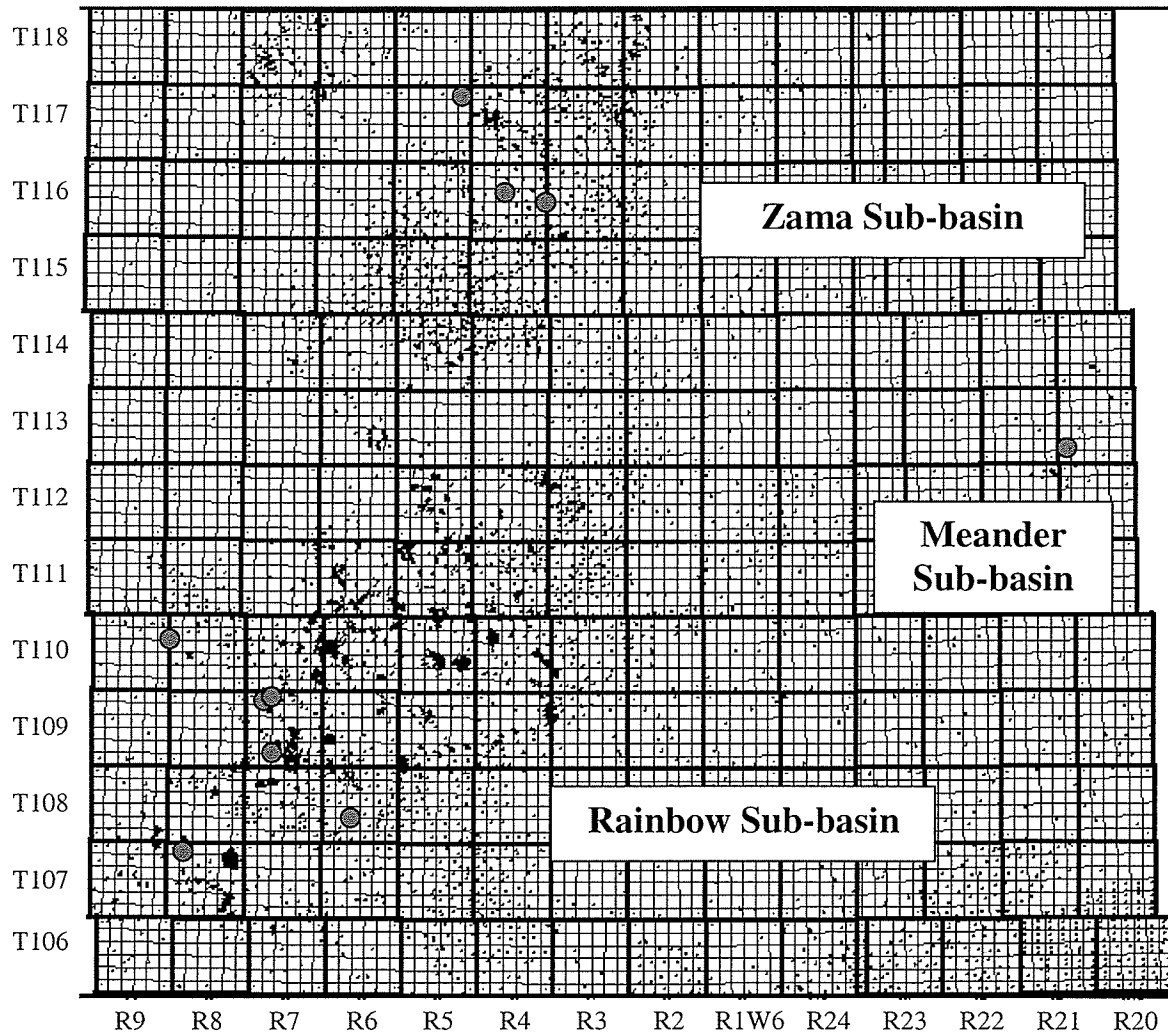 T118
T117
T116
Zama Sub-basin
T115
T114
T113
T112
Meander
Sub-basin
T111
T110
T109
T108
Rainbow Sub-basin
T107
T106
R9 R8 R7 R6 R5 R4 R3 R2 R1W6 R24 R23 R22 R21 R20